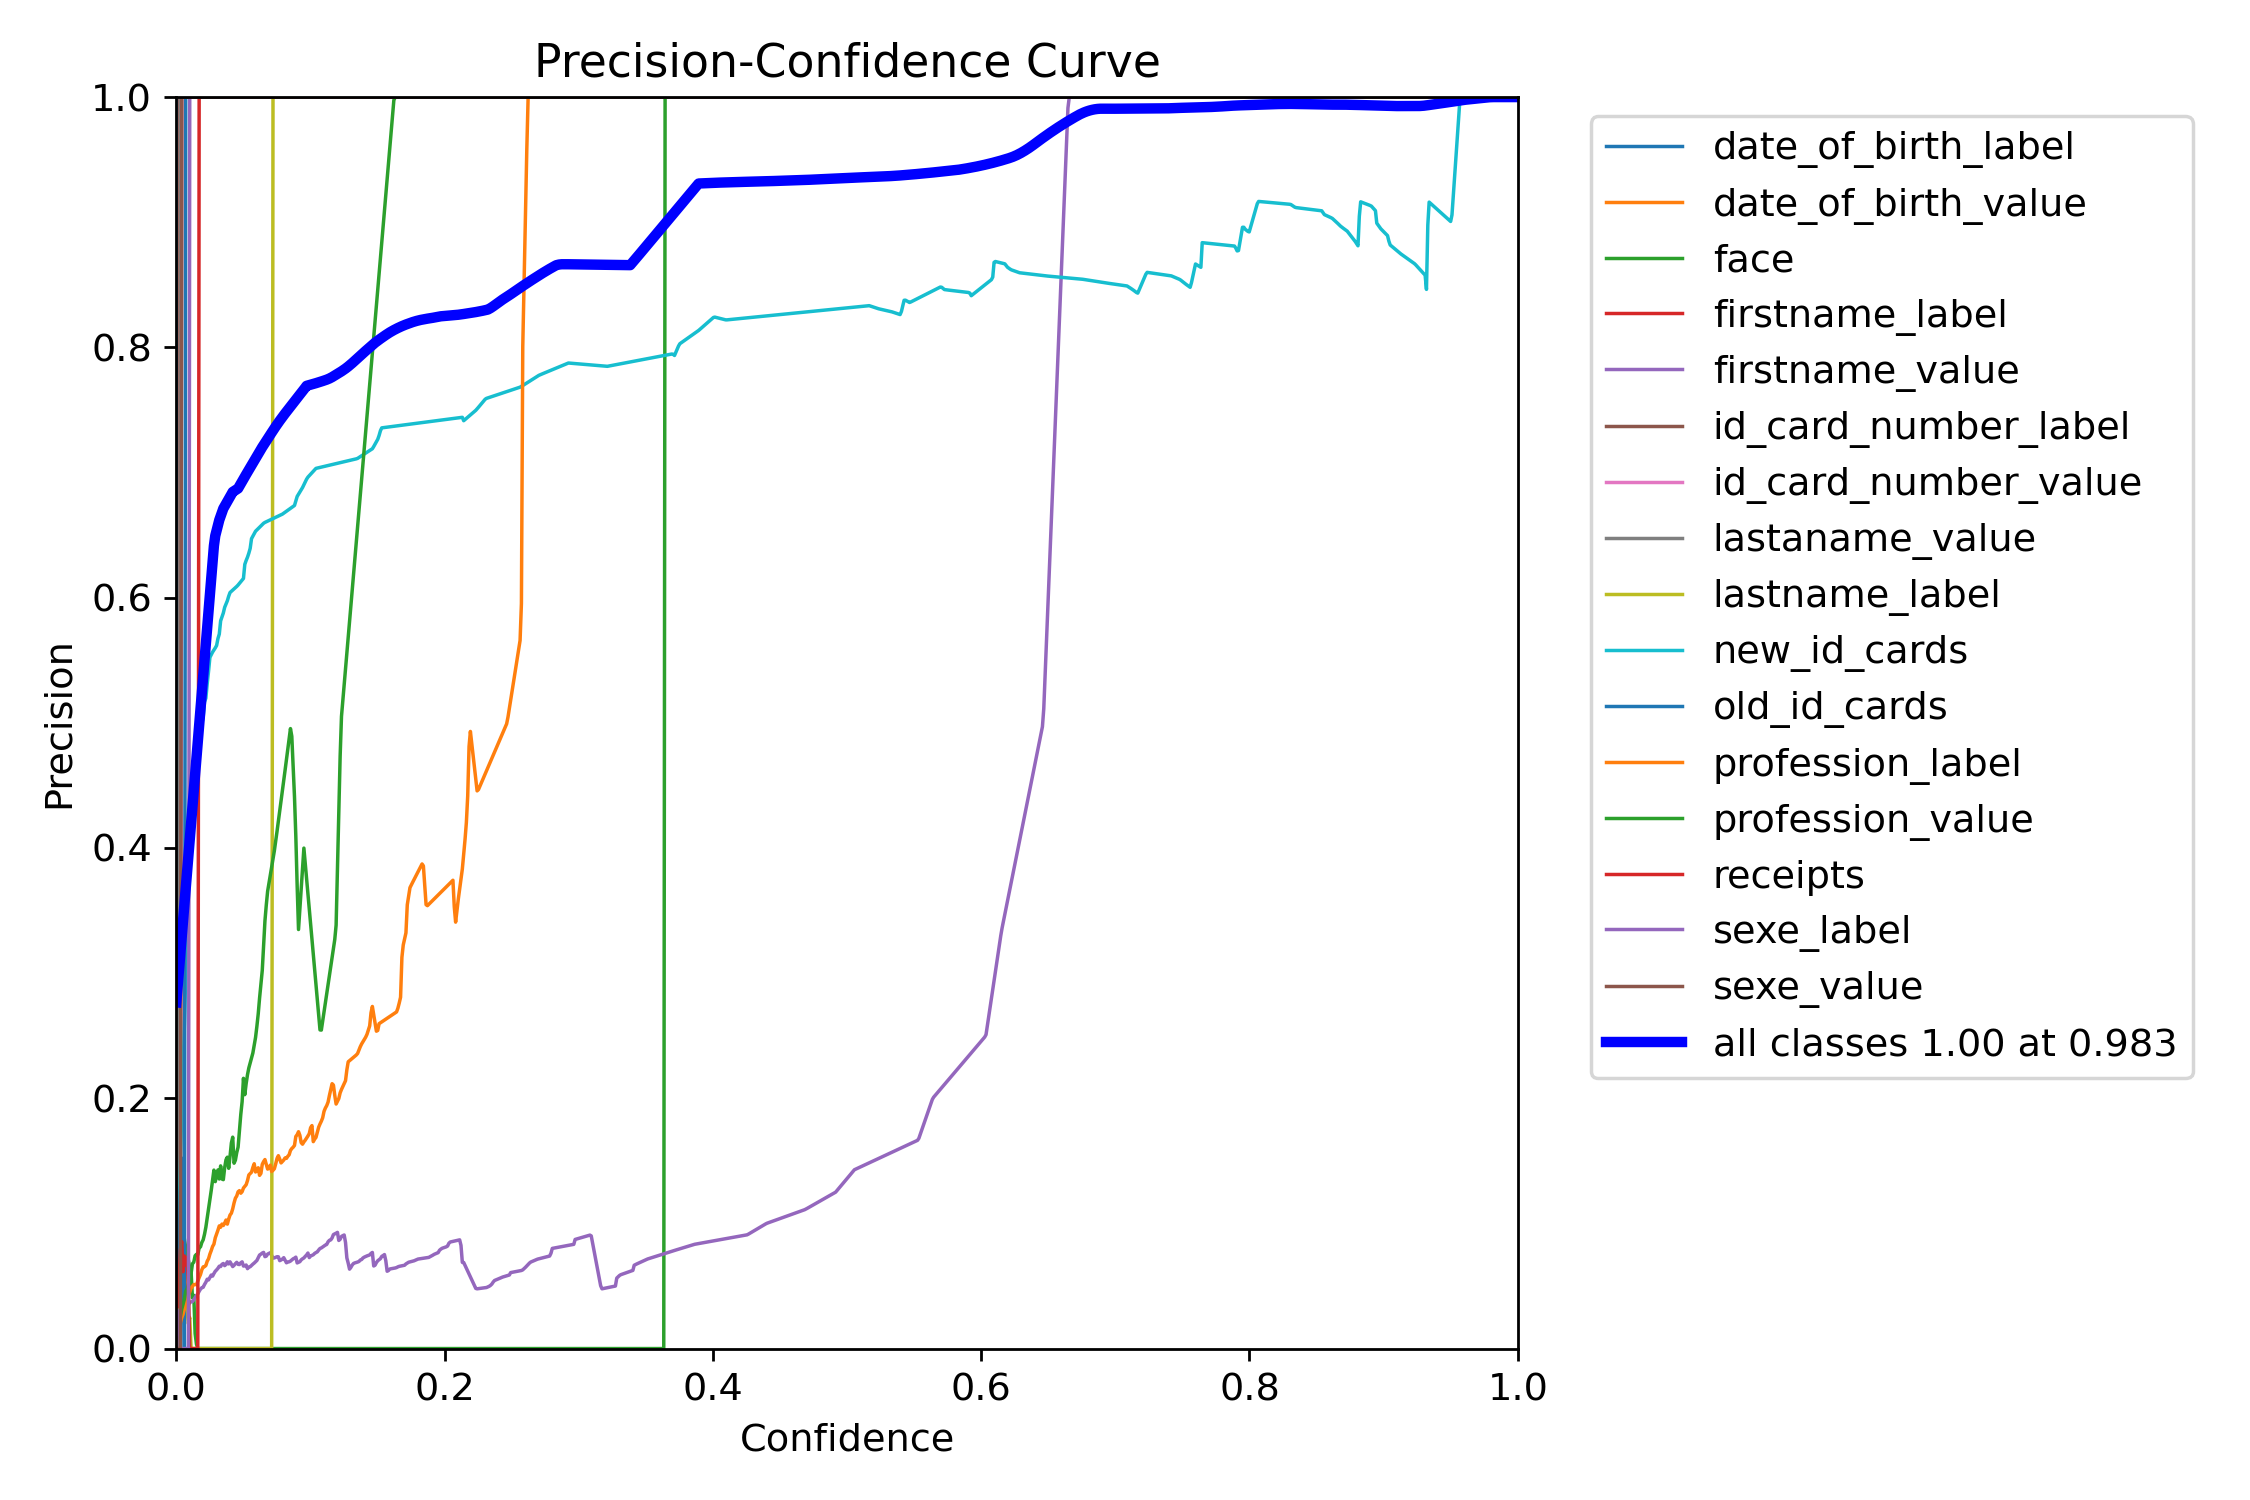 Precision-Confidence Curve
1.0
0.8
0.6
0.4
0.2
0.0
Precision
0.0 0.2 0.4 0.6 0.8 1.0
Confidence
date_of_birth_label
date_of_birth_value
face
firstname_label
firstname_value
id_card_number_label
id_card_number_value
lastaname_value
lastname_label
new_id_cards
old_id_cards
profession_label
profession_value
receipts
sexe_label
sexe_value
all classes 1.00 at 0.983